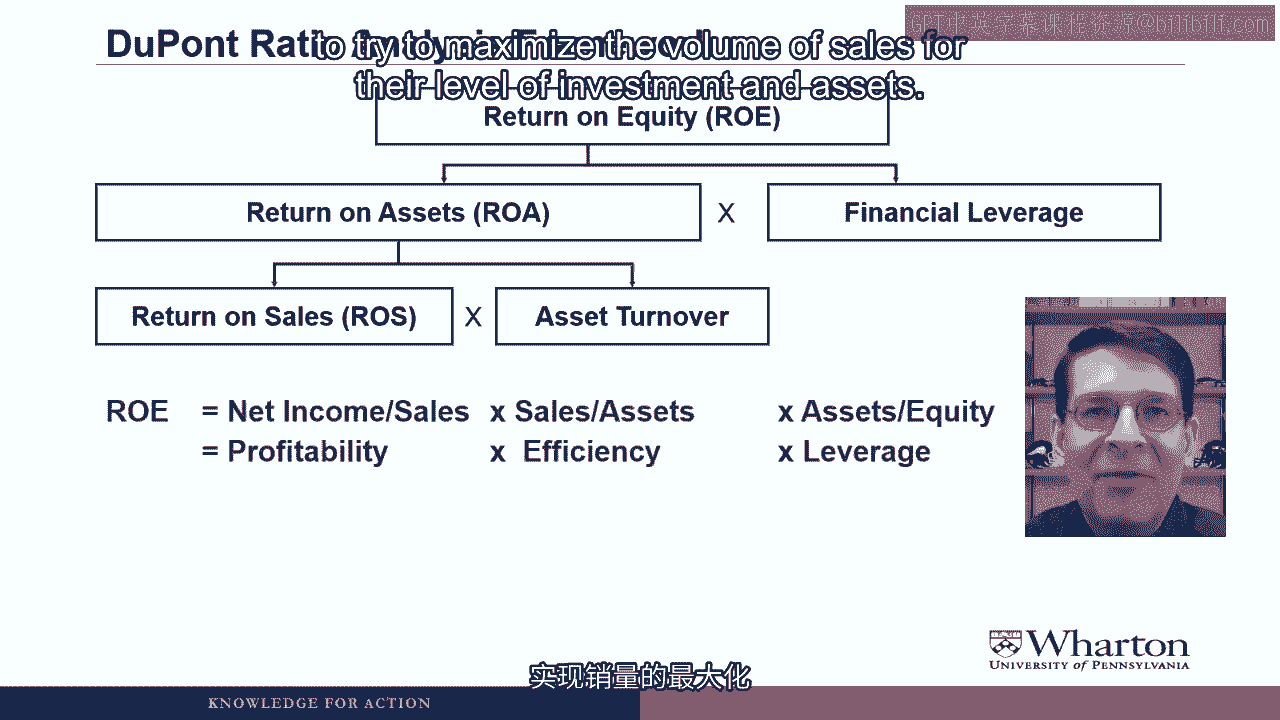 GPT中英字幕课程资源@bilibili.com
DuPont Ratio Analysis
to try to maximize the volume of sales for
their level of investment and assets.
Return on Equity (ROE)
Return on Assets (ROA) X Financial Leverage
Return on Sales (ROS) X Asset Turnover
ROE = Net Income/Sales x Sales/Assets x Assets/Equity
= Profitability x Efficiency x Leverage
Wharton
UNIVERSITY of PENNSYLVANIA
实现销量的最大化
KNOWLEDGE FOR ACTION